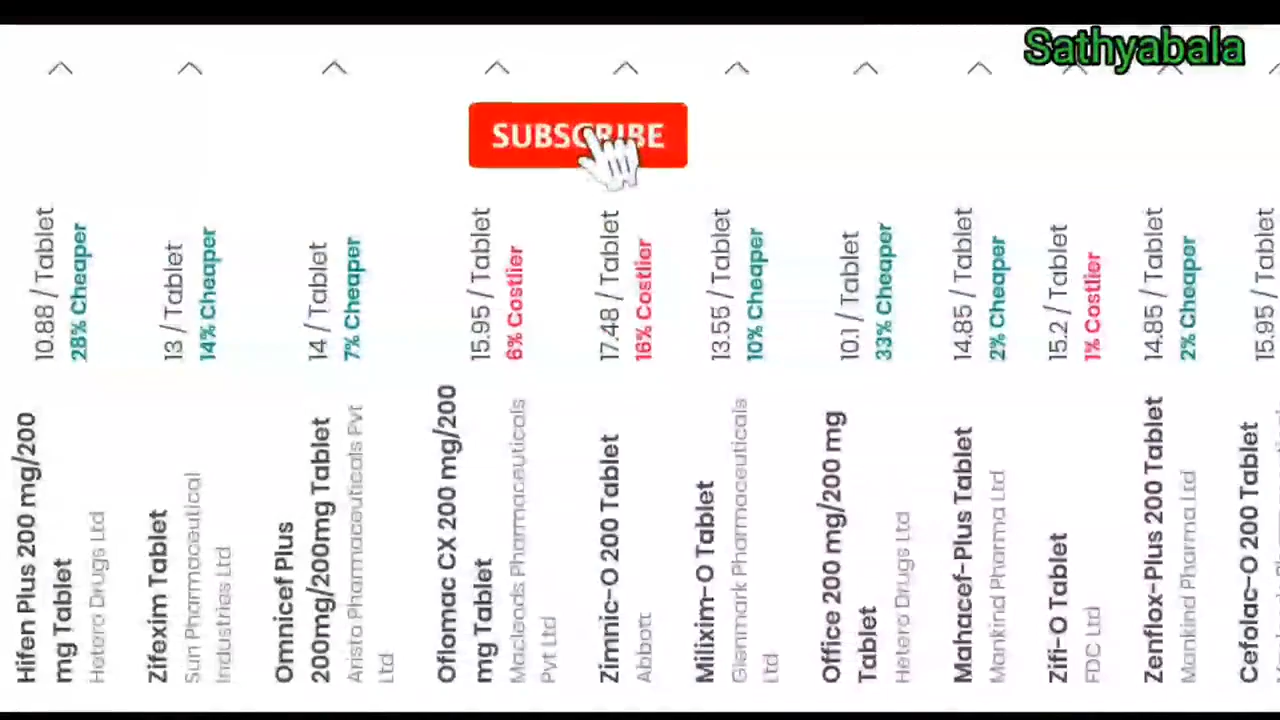 Sathyabala
SUBSCRIBE
Hifen Plus 200 mg/200
mg Tablet
Hetero Drugs Ltd
10.88 / Tablet
28% Cheaper
Zifexim Tablet
Sun Pharmaceutical
Industries Ltd
13 / Tablet
14% Cheaper
Omnicef Plus
200mg/200mg Tablet
Aristo Pharmaceuticals Pvt
Ltd
14 / Tablet
7% Cheaper
Oflomac CX 200 mg/200
mg Tablet
Macleods Pharmaceuticals
Pvt Ltd
15.95 / Tablet
6% Costlier
Zimnic-O 200 Tablet
Abbott
17.48 / Tablet
16% Costlier
Milixim-O Tablet
Glenmark Pharmaceuticals
Ltd
13.55 / Tablet
10% Cheaper
Office 200 mg/200 mg
Tablet
Hetero Drugs Ltd
10.1 / Tablet
33% Cheaper
Mahacef-Plus Tablet
Mankind Pharma Ltd
14.85 / Tablet
2% Cheaper
Zifi-O Tablet
FDC Ltd
15.2 / Tablet
1% Costlier
Zenflox-Plus 200 Tablet
Mankind Pharma Ltd
14.85 / Tablet
2% Cheaper
Cefolac-O 200 Tablet
15.95 / Tablet